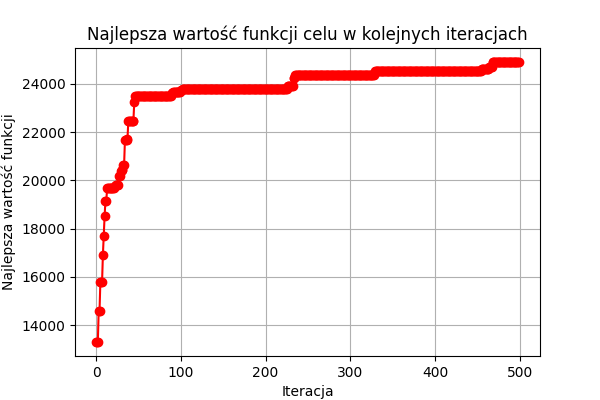 Najlepsza wartość funkcji celu w kolejnych iteracjach
Najlepsza wartość funkcji
24000
22000
20000
18000
16000
14000
0 100 200 300 400 500
Iteracja